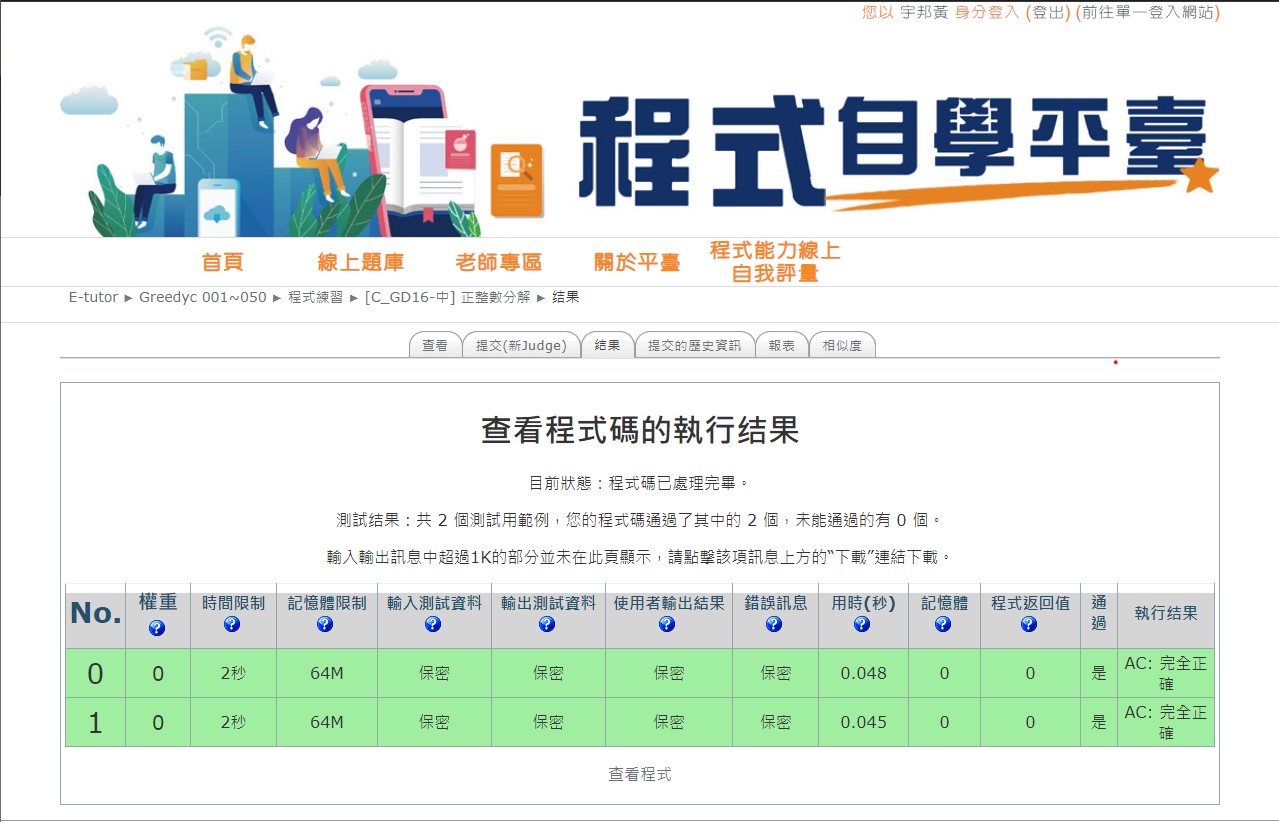 您以 宇邦黃 身分登入 (登出) (前往單一登入網站)
程式自學平臺
首頁 線上題庫 老師專區 關於平臺 程式能力線上自我評量
E-tutor ► Greedyc 001~050 ► 程式練習 ► [C_GD16-中] 正整數分解 ► 結果
查看 提交(新Judge) 結果 提交的歷史資訊 報表 相似度
查看程式碼的執行结果
目前狀態：程式碼已處理完畢。
測試结果：共 2 個測試用範例，您的程式碼通過了其中的 2 個，未能通過的有 0 個。
輸入輸出訊息中超過1K的部分並未在此頁顯示，請點擊該項訊息上方的“下載”連結下載。
No. 權重 時間限制 記憶體限制 輸入測試資料 輸出測試資料 使用者輸出结果 錯誤訊息 用時(秒) 記憶體 程式返回值 通過 執行结果
0 0 2秒 64M 保密 保密 保密 保密 0.048 0 0 是 AC: 完全正確
1 0 2秒 64M 保密 保密 保密 保密 0.045 0 0 是 AC: 完全正確
查看程式